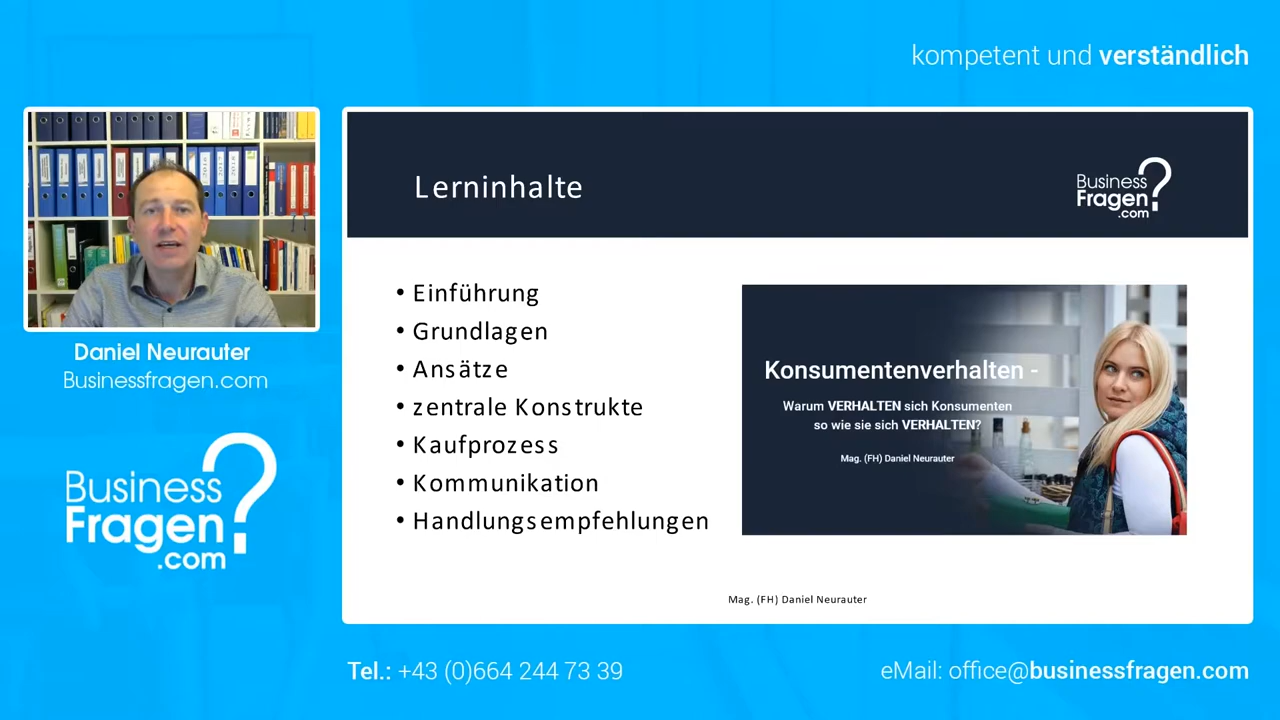 kompetent und verständlich
Lerninhalte
Business
Fragen?
.com
• Einführung
• Grundlagen
• Ansätze
• zentrale Konstrukte
• Kaufprozess
• Kommunikation
• Handlungsempfehlungen
Konsumentenverhalten -
Warum VERHALTEN sich Konsumenten
so wie sie sich VERHALTEN?
Mag. (FH) Daniel Neurauter
Mag. (FH) Daniel Neurauter
Daniel Neurauter
Businessfragen.com
Business
Fragen?
.com
Tel.: +43 (0)664 244 73 39
eMail: office@businessfragen.com